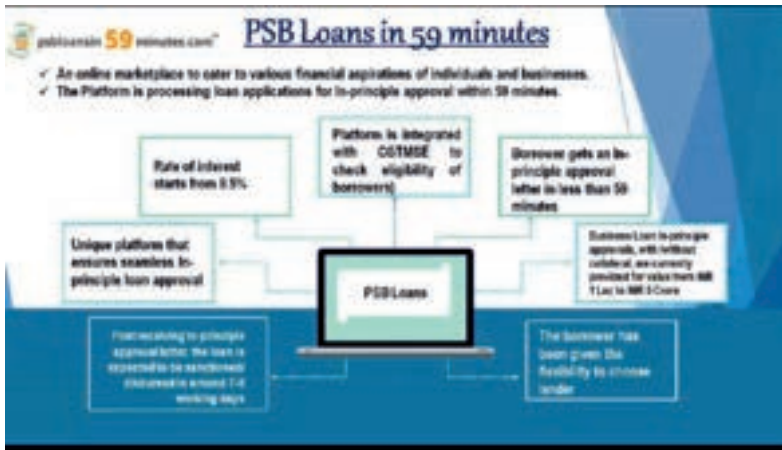 psbloansin 59 minutes.com
PSB Loans in 59 minutes
✓ An online marketplace to cater to various financial aspirations of individuals and businesses.
✓ The Platform is processing loan applications for In-principle approval within 59 minutes.
Platform is integrated
with CGTMSE to
check eligibility of
borrowers)
Rate of interest
starts from 8.5%
Borrower gets an In-
principle approval
letter in less than 59
minutes
Unique platform that
ensures seamless In-
principle loan approval
Business Loan In-principle
approvals, with/without
collateral, are currently
provided for value from INR
1 Lac to INR 5 Crore
PSB Loans
Post receiving in-principle
approval letter, the loan is
expected to be sanctioned/
disbursed in around 7-8
working days
The borrower has
been given the
flexibility to choose
lender